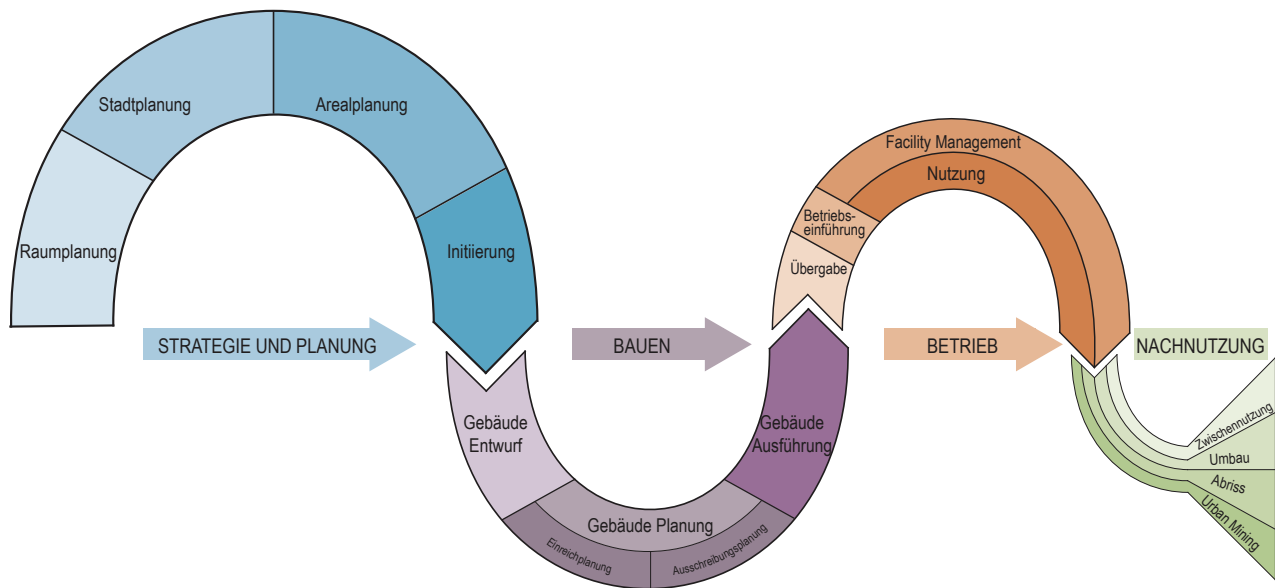 Raumplanung
Stadtplanung
Arealplanung
Initiierung
STRATEGIE UND PLANUNG
Gebäude
Entwurf
Gebäude Planung
Einreichplanung
Ausschreibungsplanung
Gebäude
Ausführung
BAUEN
Übergabe
Betriebs-
einführung
Facility Management
Nutzung
BETRIEB
NACHNUTZUNG
Zwischennutzung
Umbau
Abriss
Urban Mining